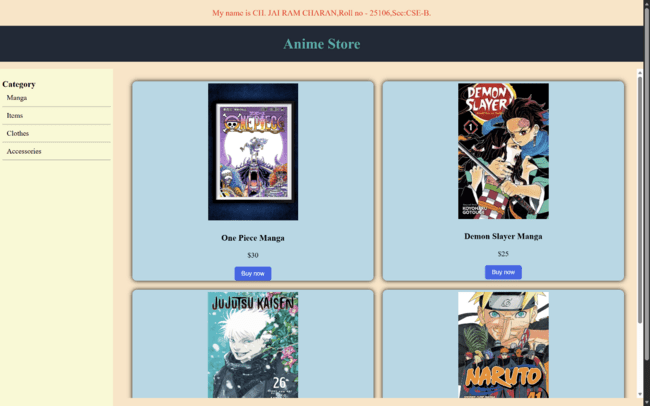 My name is CH. JAI RAM CHARAN,Roll no - 25106,Sec:CSE-B.
Anime Store
Category
Manga
Items
Clothes
Accessories
ONE PIECE
One Piece Manga
$30
Buy now
DEMON
SLAYER
1
KOYOHARU
GOTOUGE
Demon Slayer Manga
$25
Buy now
JUJUTSU KAISEN
26
NARUTO